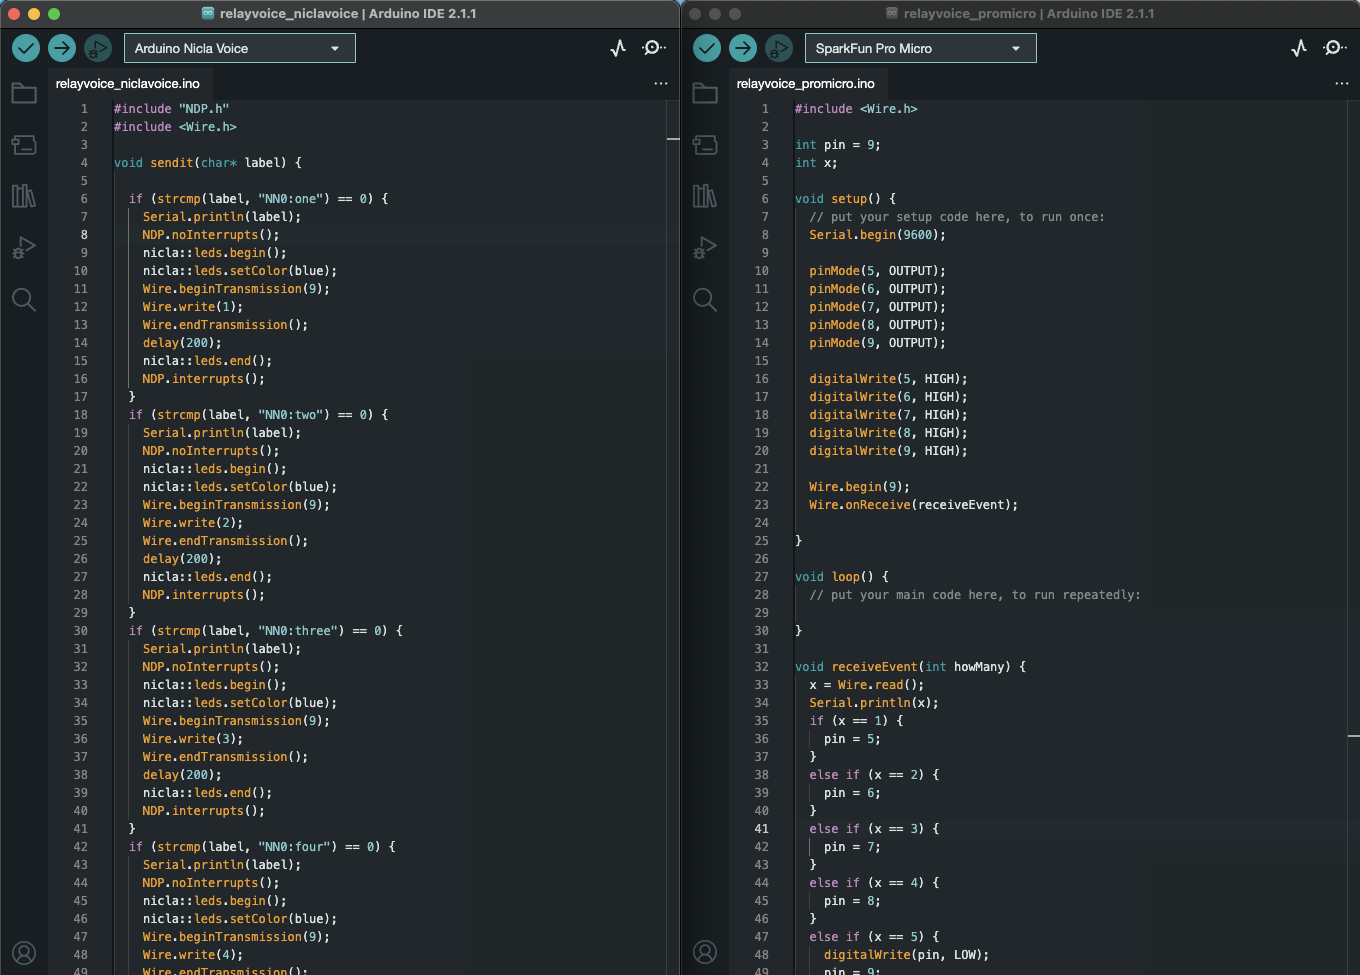 relayvoice_niclavoice | Arduino IDE 2.1.1
Arduino Nicla Voice
relayvoice_niclavoice.ino
1 #include "NDP.h"
2 #include <Wire.h>
3
4 void sendit(char* label) {
5
6 if (strcmp(label, "NN0:one") == 0) {
7 Serial.println(label);
8 NDP.noInterrupts();
9 nicla::leds.begin();
10 nicla::leds.setColor(blue);
11 Wire.beginTransmission(9);
12 Wire.write(1);
13 Wire.endTransmission();
14 delay(200);
15 nicla::leds.end();
16 NDP.interrupts();
17 }
18 if (strcmp(label, "NN0:two") == 0) {
19 Serial.println(label);
20 NDP.noInterrupts();
21 nicla::leds.begin();
22 nicla::leds.setColor(blue);
23 Wire.beginTransmission(9);
24 Wire.write(2);
25 Wire.endTransmission();
26 delay(200);
27 nicla::leds.end();
28 NDP.interrupts();
29 }
30 if (strcmp(label, "NN0:three") == 0) {
31 Serial.println(label);
32 NDP.noInterrupts();
33 nicla::leds.begin();
34 nicla::leds.setColor(blue);
35 Wire.beginTransmission(9);
36 Wire.write(3);
37 Wire.endTransmission();
38 delay(200);
39 nicla::leds.end();
40 NDP.interrupts();
41 }
42 if (strcmp(label, "NN0:four") == 0) {
43 Serial.println(label);
44 NDP.noInterrupts();
45 nicla::leds.begin();
46 nicla::leds.setColor(blue);
47 Wire.beginTransmission(9);
48 Wire.write(4);
49 Wire.endTransmission();
relayvoice_promicro | Arduino IDE 2.1.1
SparkFun Pro Micro
relayvoice_promicro.ino
1 #include <Wire.h>
2
3 int pin = 9;
4 int x;
5
6 void setup() {
7 // put your setup code here, to run once:
8 Serial.begin(9600);
9
10 pinMode(5, OUTPUT);
11 pinMode(6, OUTPUT);
12 pinMode(7, OUTPUT);
13 pinMode(8, OUTPUT);
14 pinMode(9, OUTPUT);
15
16 digitalWrite(5, HIGH);
17 digitalWrite(6, HIGH);
18 digitalWrite(7, HIGH);
19 digitalWrite(8, HIGH);
20 digitalWrite(9, HIGH);
21
22 Wire.begin(9);
23 Wire.onReceive(receiveEvent);
24
25 }
26
27 void loop() {
28 // put your main code here, to run repeatedly:
29
30 }
31
32 void receiveEvent(int howMany) {
33 x = Wire.read();
34 Serial.println(x);
35 if (x == 1) {
36 pin = 5;
37 }
38 else if (x == 2) {
39 pin = 6;
40 }
41 else if (x == 3) {
42 pin = 7;
43 }
44 else if (x == 4) {
45 pin = 8;
46 }
47 else if (x == 5) {
48 digitalWrite(pin, LOW);
49 pin = 9;